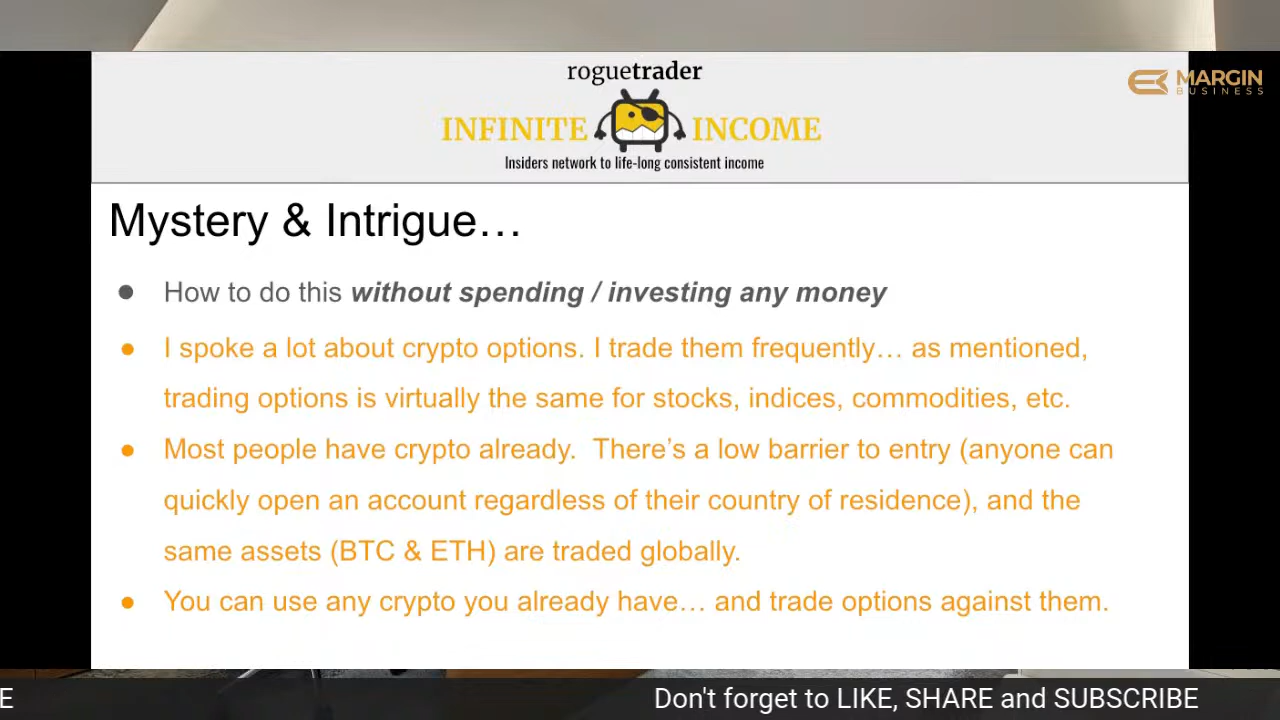 roguetrader
INFINITE INCOME
Insiders network to life-long consistent income
MARGIN
BUSINESS
Mystery & Intrigue…
● How to do this without spending / investing any money
● I spoke a lot about crypto options. I trade them frequently… as mentioned,
trading options is virtually the same for stocks, indices, commodities, etc.
● Most people have crypto already.  There's a low barrier to entry (anyone can
quickly open an account regardless of their country of residence), and the
same assets (BTC & ETH) are traded globally.
● You can use any crypto you already have… and trade options against them.
E
Don't forget to LIKE, SHARE and SUBSCRIBE